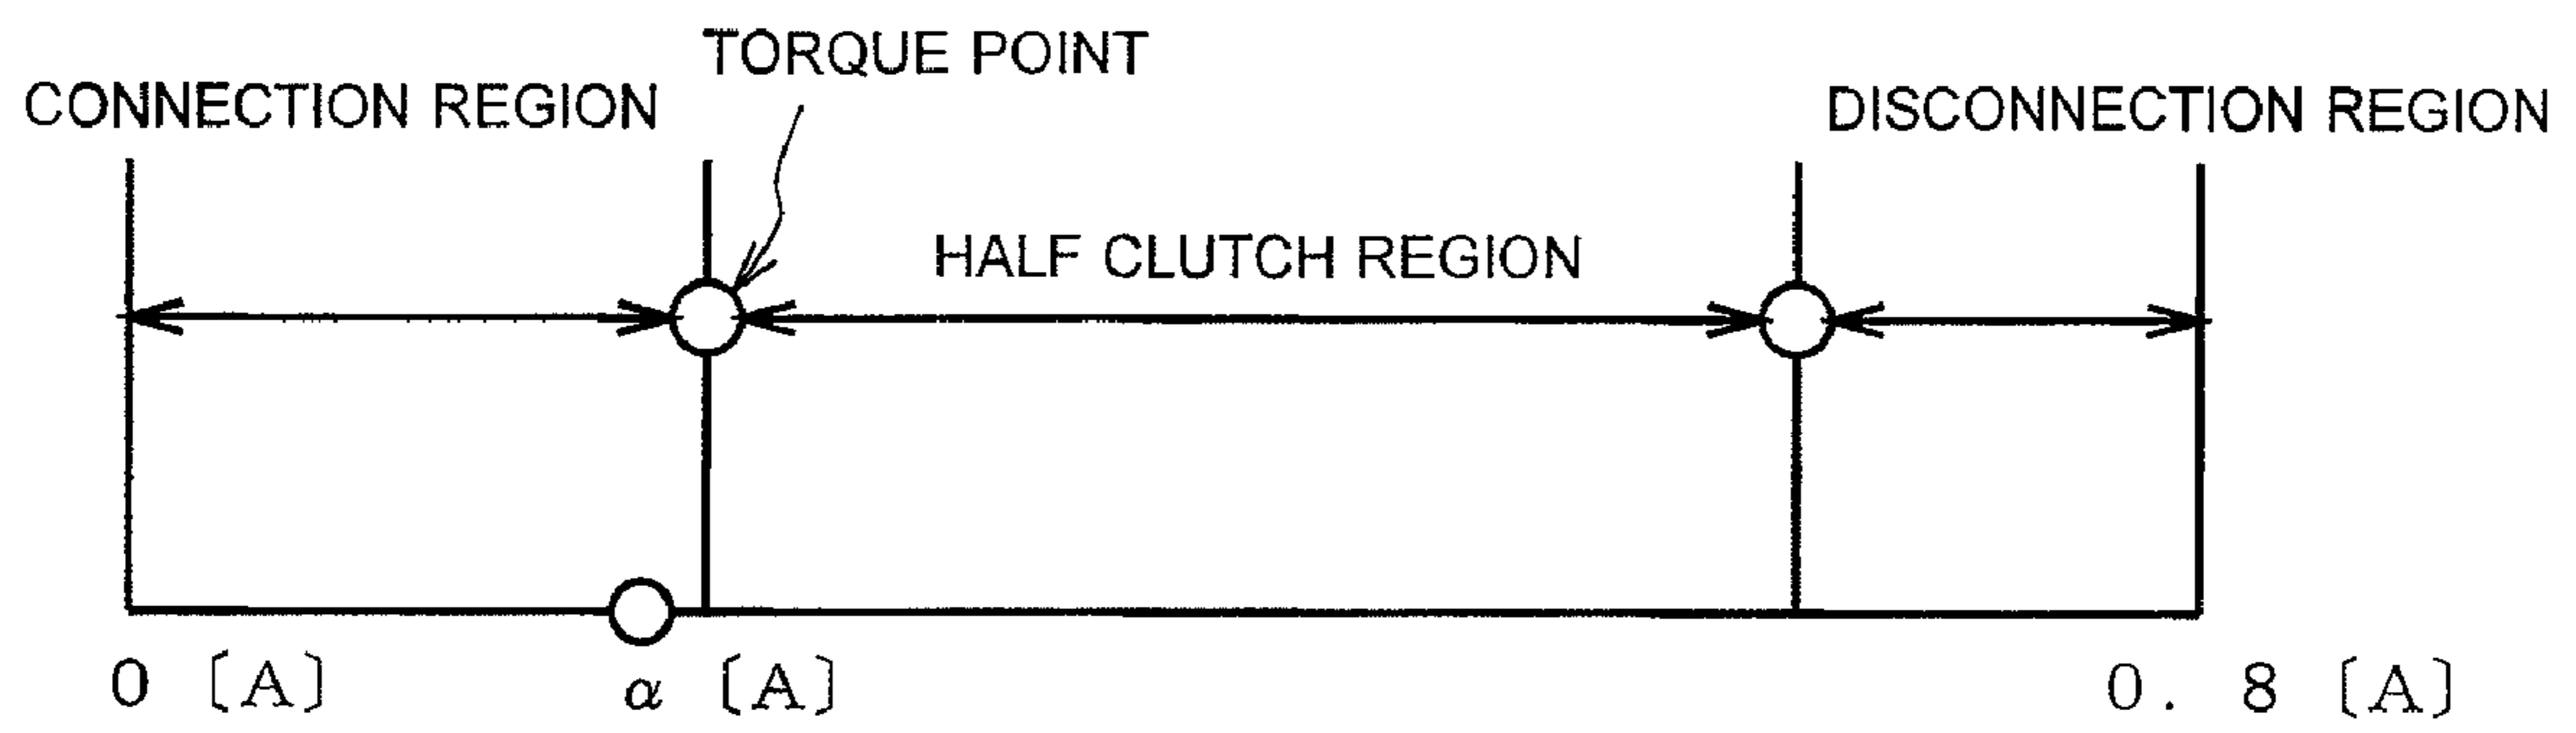 TORQUE POINT
CONNECTION REGION
DISCONNECTION REGION
HALF CLUTCH REGION
0 [A]
α [A]
0. 8 [A]